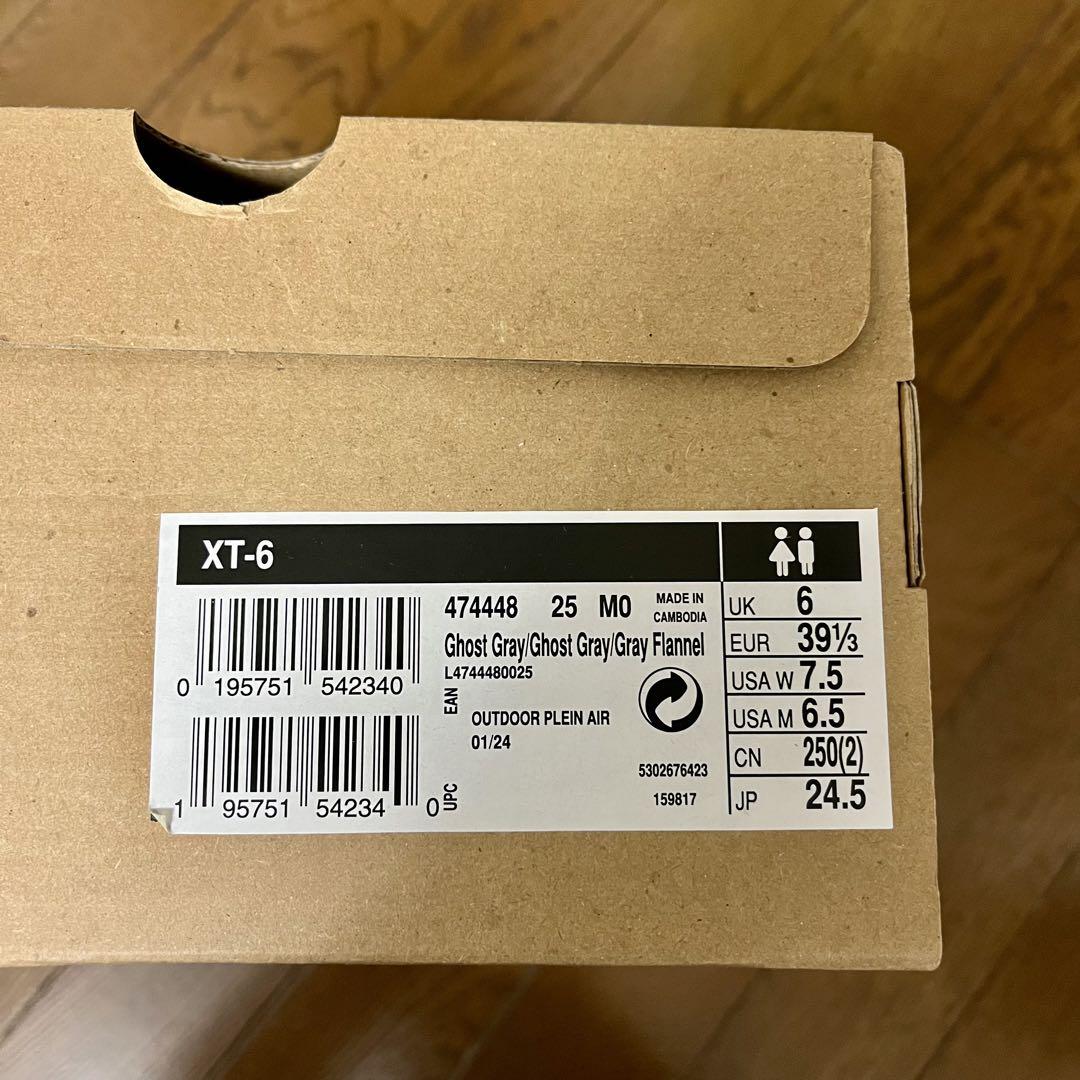 XT-6
474448 25 M0 MADE IN CAMBODIA
Ghost Gray/Ghost Gray/Gray Flannel
L4744480025
0 195751 542340
EAN
OUTDOOR PLEIN AIR
01/24
5302676423
159817
1 95751 54234 0
UPC
UK 6
EUR 39⅓
USA W 7.5
USA M 6.5
CN 250(2)
JP 24.5